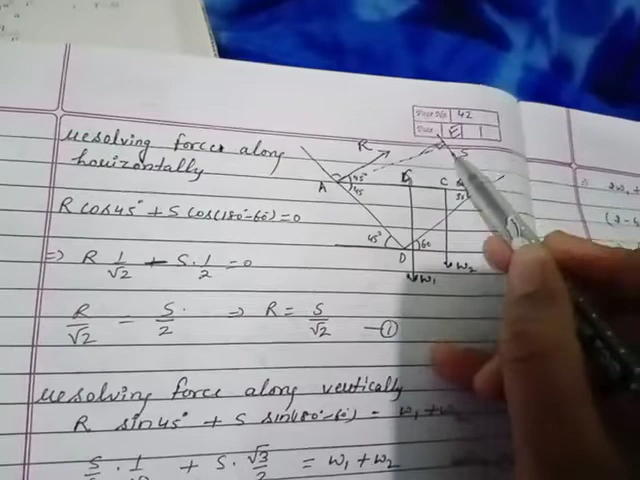 Page No. 42
Date E 1
resolving forces along
horizontally
R cos45° + S cos(180°-60°)=0
⇒ R 1/√2 - S. 1/2 = 0
R/√2 - S/2 ⇒ R = S/√2 —①
resolving force along vertically
R sin45° + S sin(180°-60°) = w1 + w2
+ S. √3/2 = w1 + w2
R
S
A
45°
45
C
45°
60
D
w1
w2